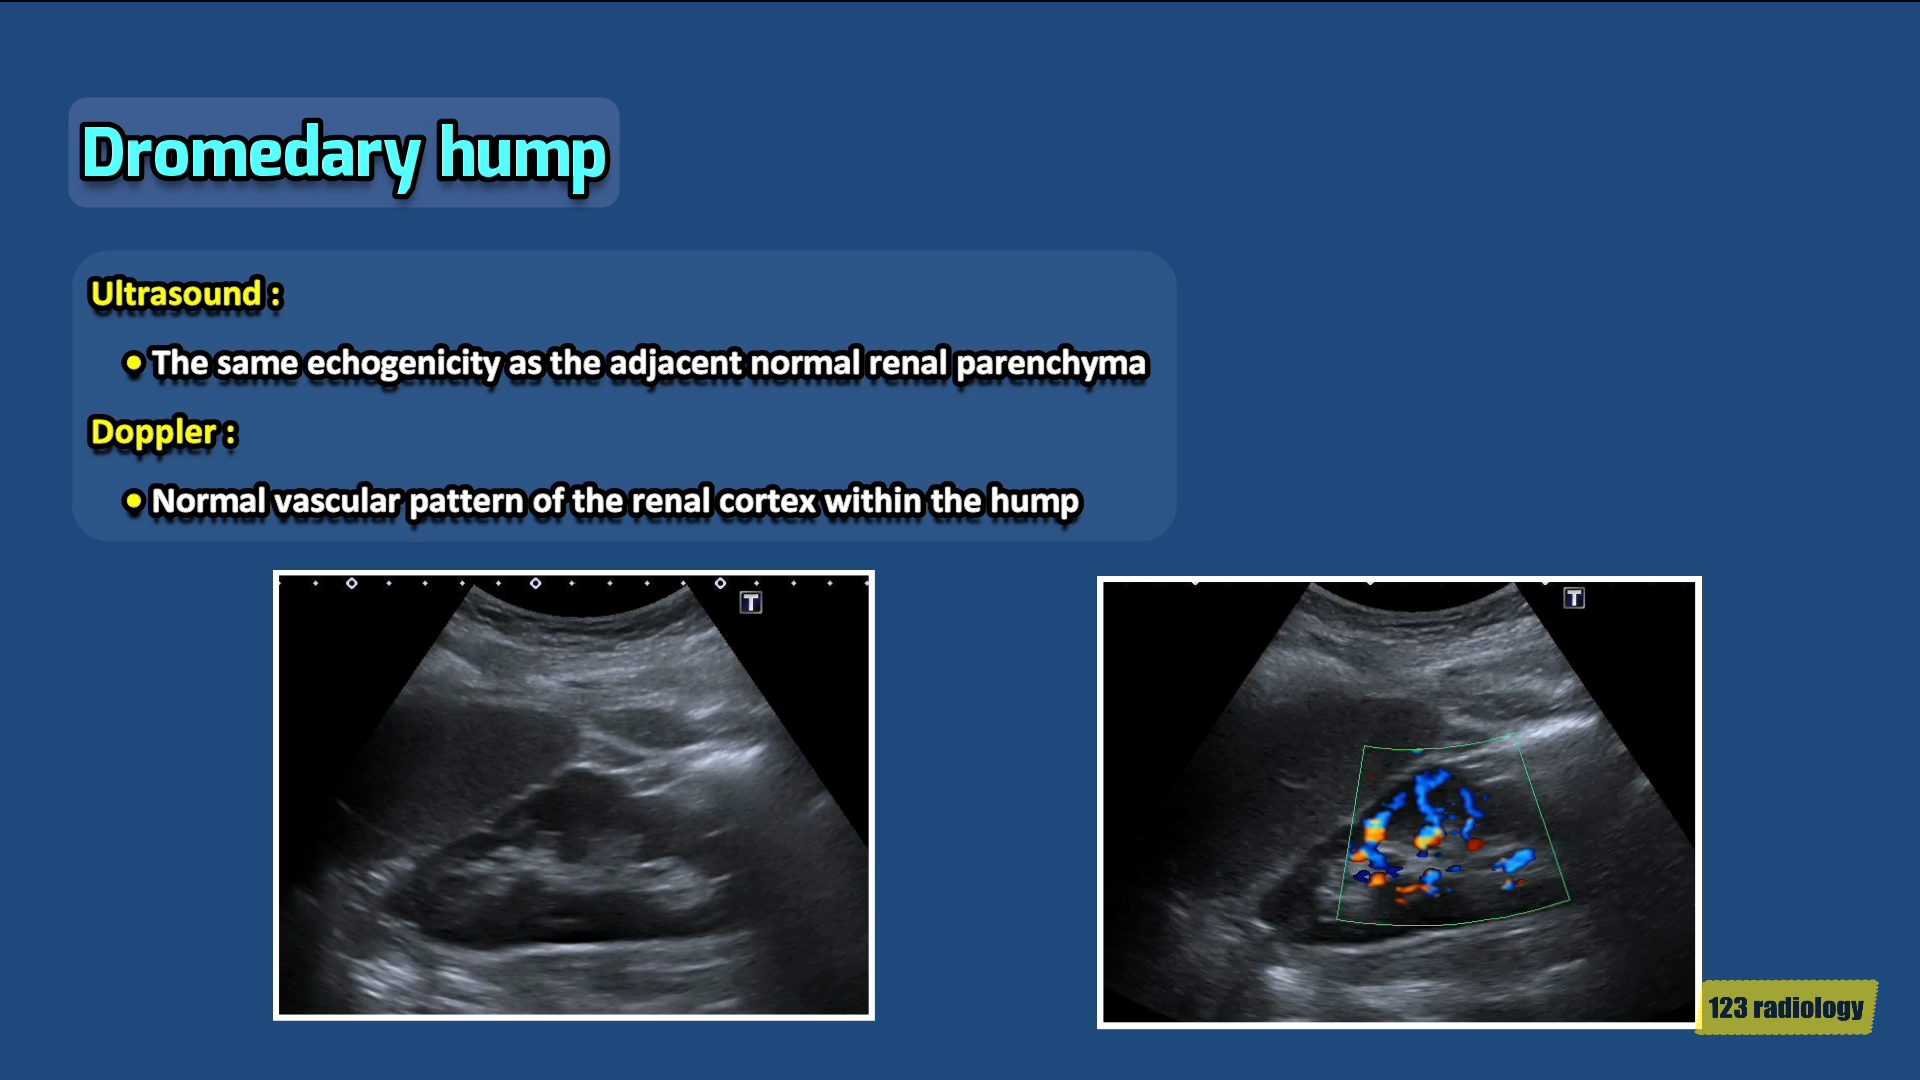 Dromedary hump
Ultrasound :
• The same echogenicity as the adjacent normal renal parenchyma
Doppler :
• Normal vascular pattern of the renal cortex within the hump
T
T
123 radiology